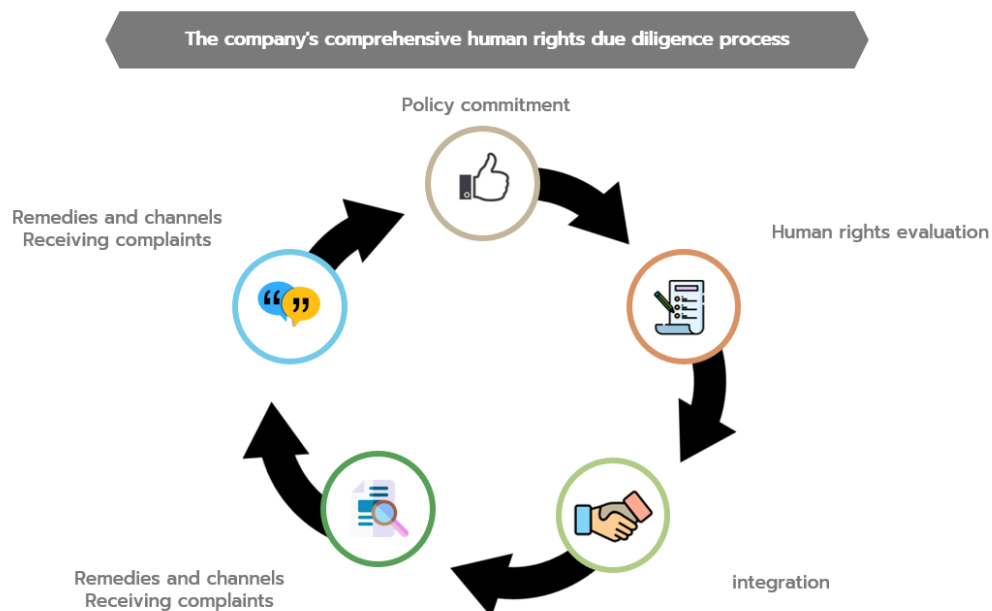 The company's comprehensive human rights due diligence process
Policy commitment
Human rights evaluation
integration
Remedies and channels
Receiving complaints
Remedies and channels
Receiving complaints